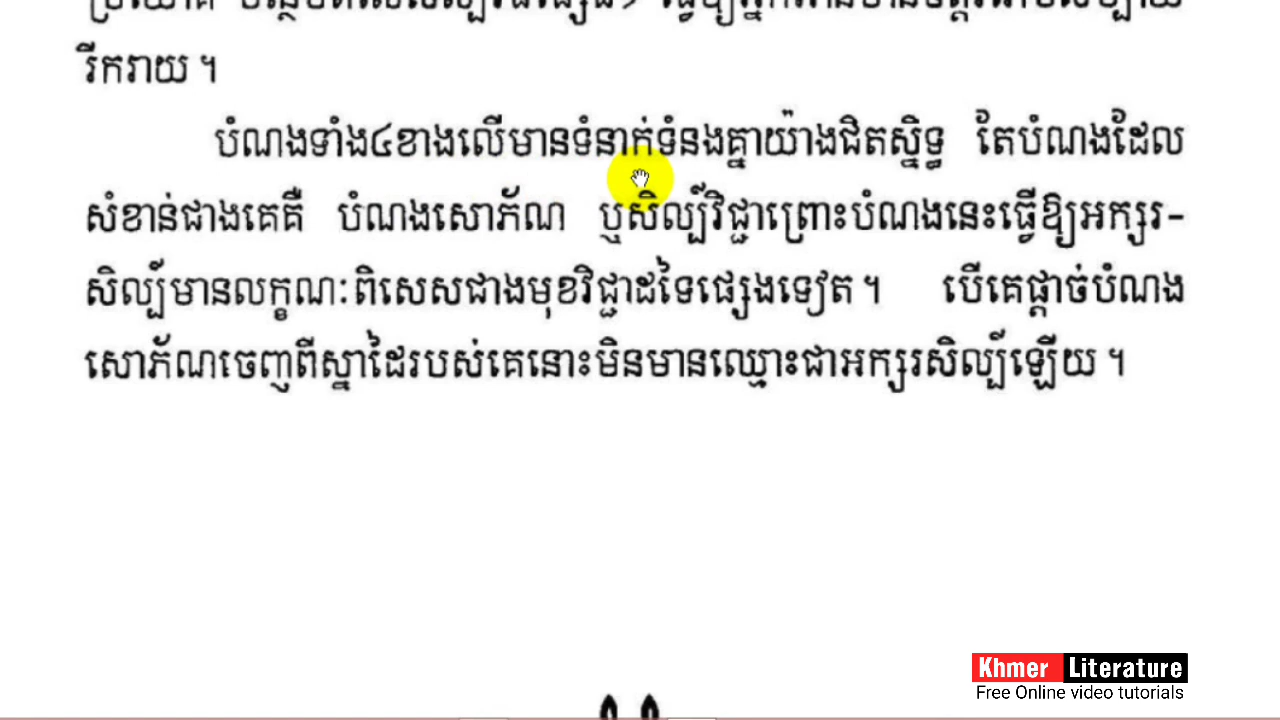 រីករាយ ។
បំណងទាំង៤ខាងលើមានទំនាក់ទំនងគ្នាយ៉ាងជិតស្និទ្ធ តែបំណងដែល
សំខាន់ជាងគេគឺ បំណងសោភ័ណ ឬសិល្ប៍វិជ្ជាព្រោះបំណងនេះធ្វើឱ្យអក្សរ-
សិល្ប៍មានលក្ខណៈពិសេសជាងមុខវិជ្ជាដទៃផ្សេងទៀត។ បើគេផ្ដាច់បំណង
សោភ័ណចេញពីស្នាដៃរបស់គេនោះមិនមានឈ្មោះជាអក្សរសិល្ប៍ឡើយ ។
Khmer Literature
Free Online video tutorials